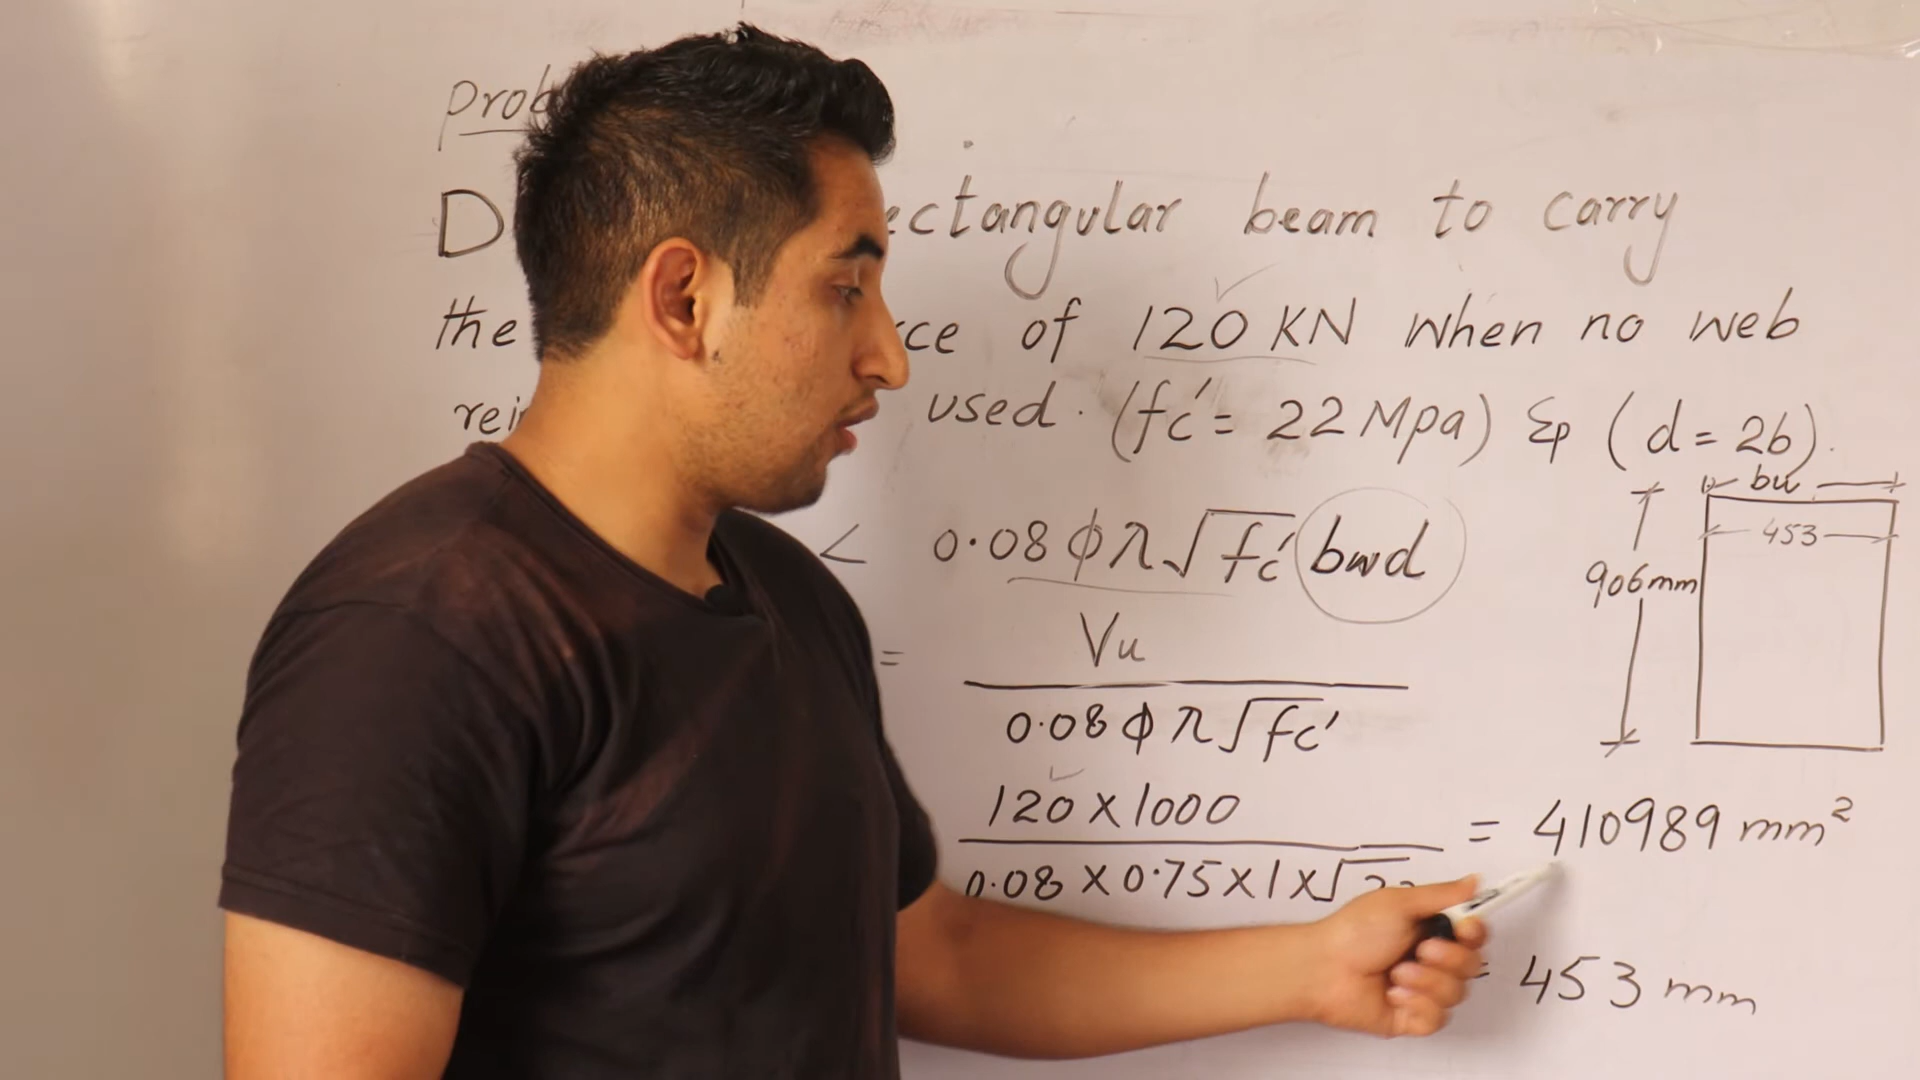 prob
D ectangular beam to carry
the rce of 120 KN when no web
rei used. (fc' = 22 Mpa) & (d = 2b).
bw
453
906mm
< 0.08 ϕ λ √fc' bwd
= Vu
0.08 ϕ λ √fc'
120 x 1000
0.08 x 0.75 x 1 x √22
= 410989 mm²
= 453 mm